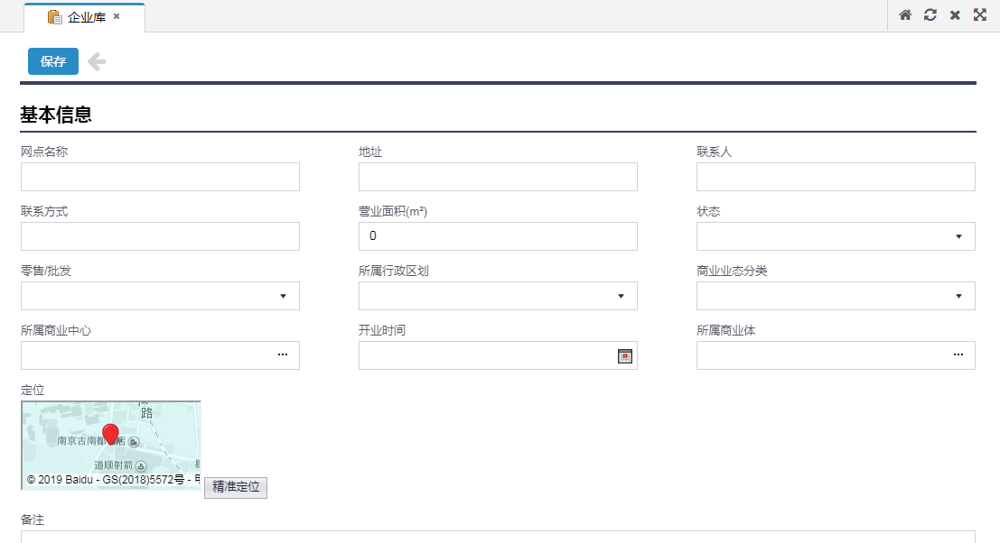 企业库
保存
基本信息
网点名称 地址 联系人
联系方式 营业面积(m²) 状态
0
零售/批发 所属行政区划 商业业态分类
所属商业中心 开业时间 所属商业体
定位
路
南京古南都 店
道顺射箭
© 2019 Baidu - GS(2018)5572号 -
精准定位
备注